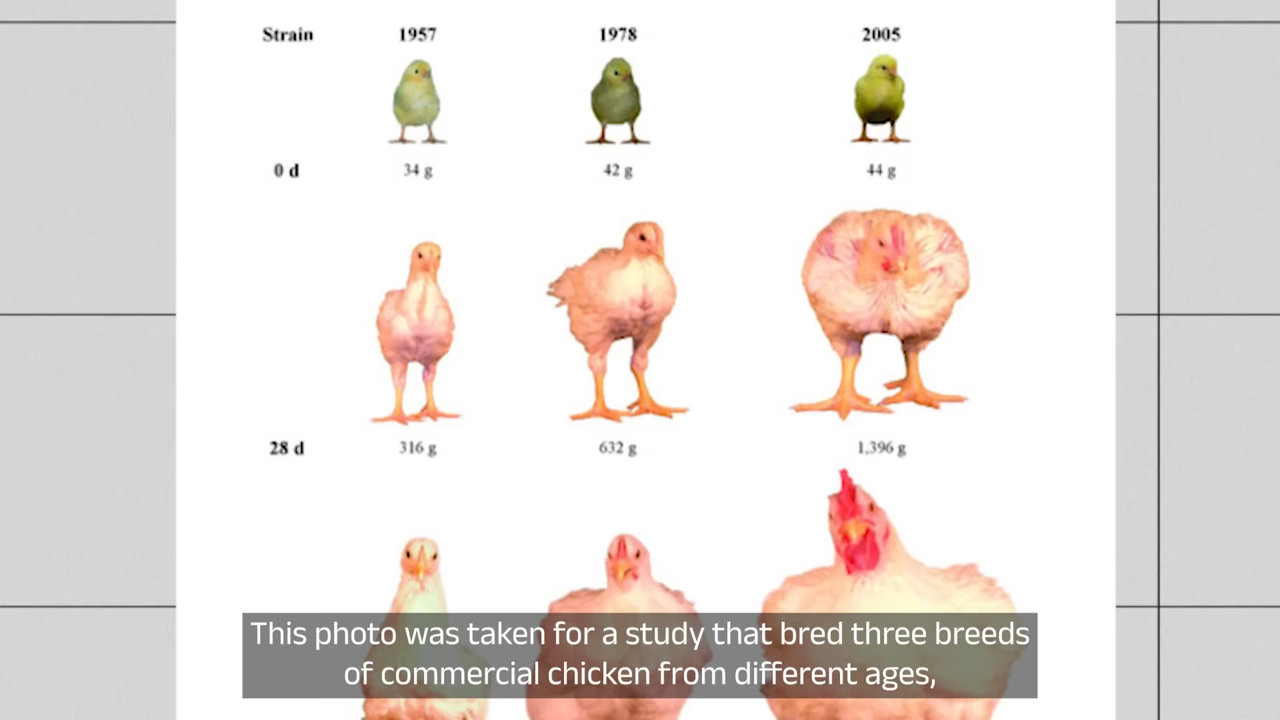 Strain 1957 1978 2005
0 d 34 g 42 g 44 g
28 d 316 g 632 g 1,396 g
This photo was taken for a study that bred three breeds
of commercial chicken from different ages,